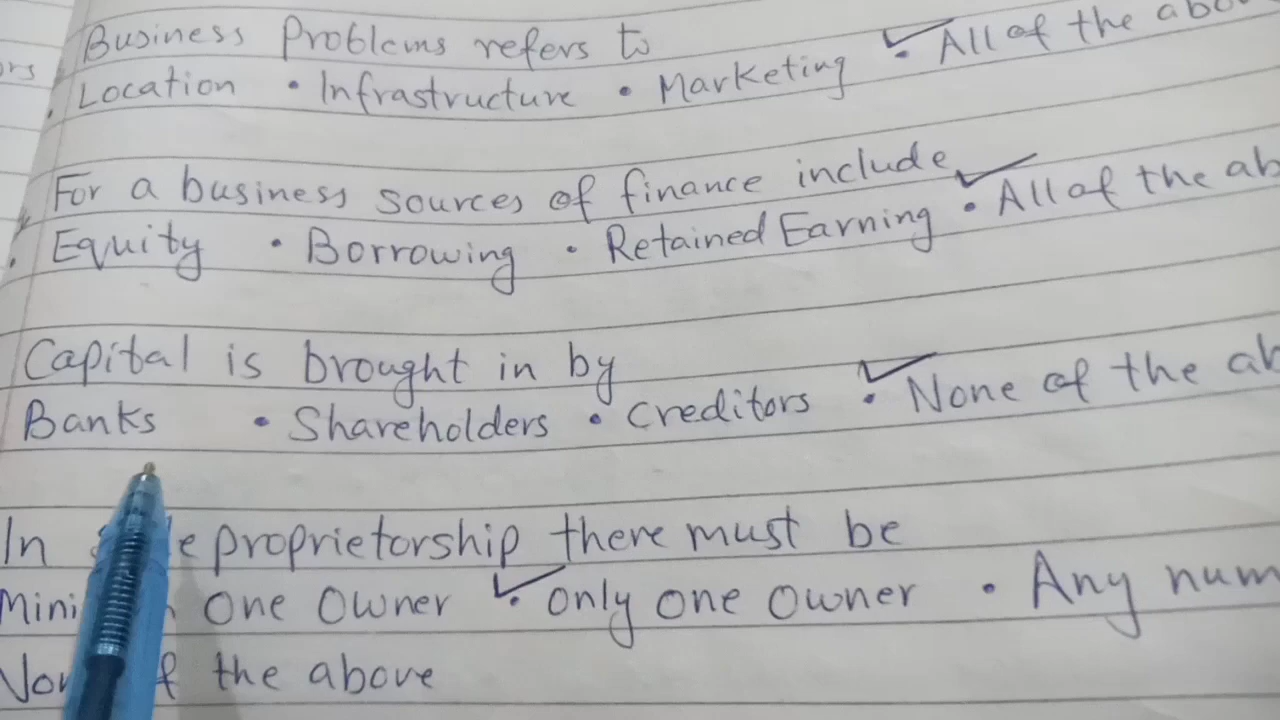 Business Problems refers to
• Location • Infrastructure • Marketing • All of the
For a business sources of finance include
• Equity • Borrowing • Retained Earning • All of the
Capital is brought in by
Banks • Shareholders • Creditors • None of the
In proprietorship there must be
One Owner • only one owner • Any
the above